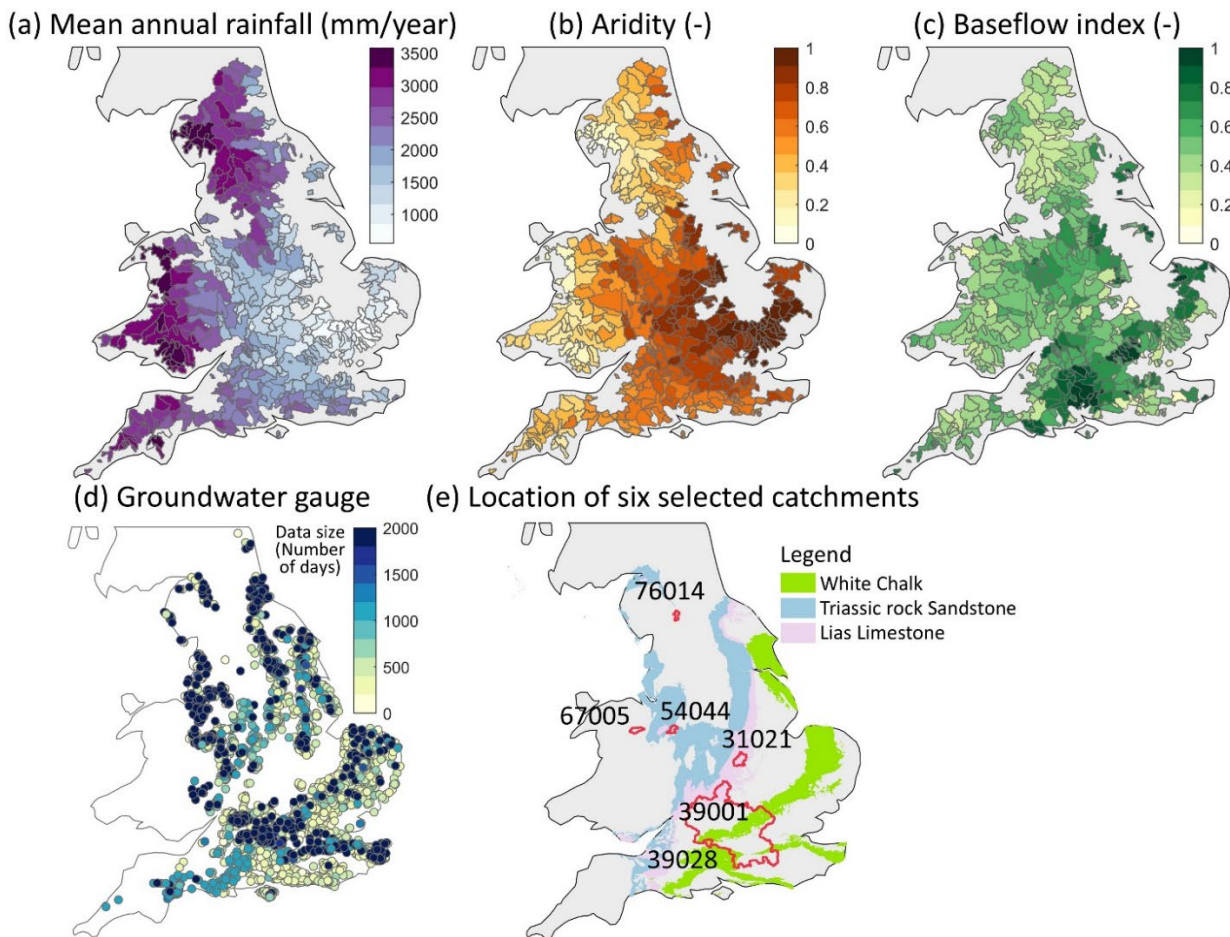 (a) Mean annual rainfall (mm/year)
3500
3000
2500
2000
1500
1000
(b) Aridity (-)
1
0.8
0.6
0.4
0.2
0
(c) Baseflow index (-)
1
0.8
0.6
0.4
0.2
0
(d) Groundwater gauge
Data size
(Number
of days)
2000
1500
1000
500
0
(e) Location of six selected catchments
Legend
White Chalk
Triassic rock Sandstone
Lias Limestone
76014
67005
54044
31021
39001
39028